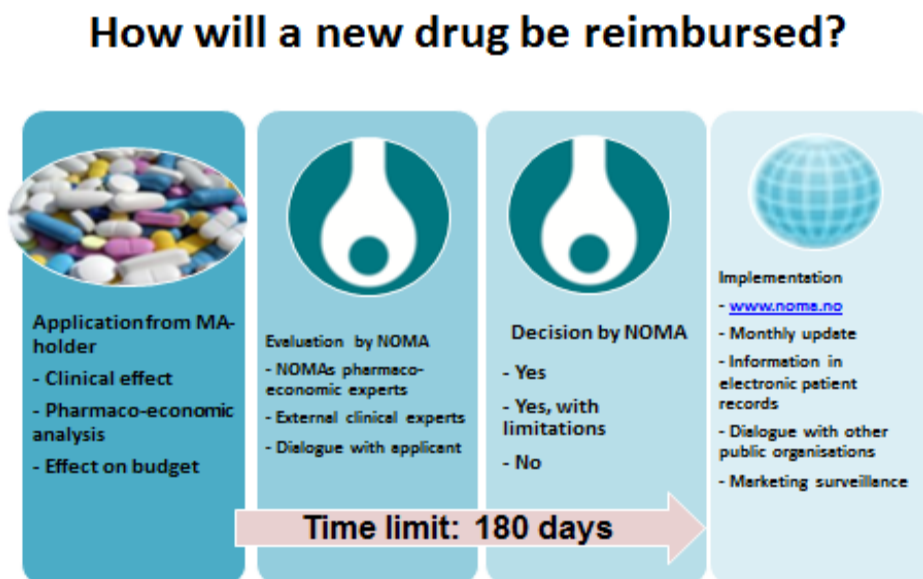 How will a new drug be reimbursed?
Application from MA-
holder
- Clinical effect
- Pharmaco-economic
analysis
- Effect on budget
Evaluation by NOMA
- NOMAs pharmaco-
economic experts
- External clinical experts
- Dialogue with applicant
Decision by NOMA
- Yes
- Yes, with
limitations
- No
Implementation
- www.noma.no
- Monthly update
- Information in
electronic patient
records
- Dialogue with other
public organisations
- Marketing surveillance
Time limit: 180 days